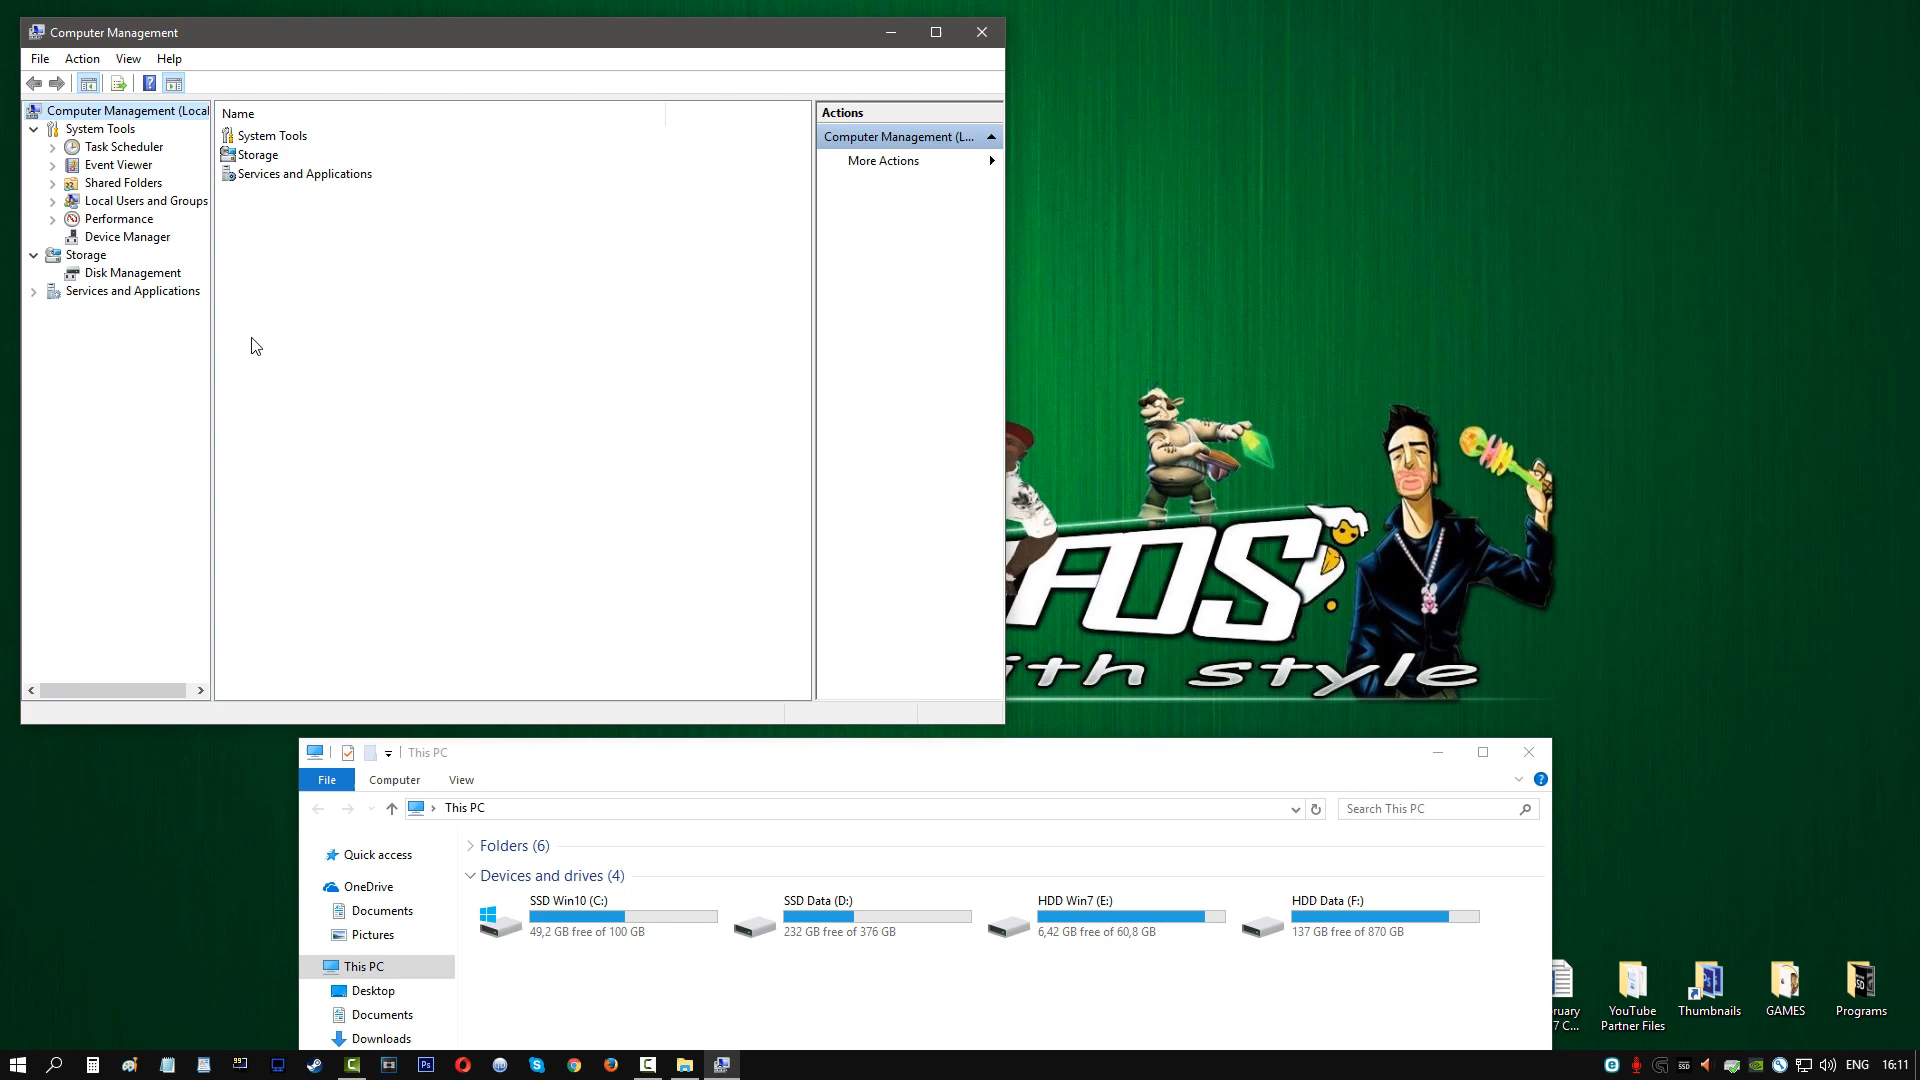 Computer Management
File Action View Help
Computer Management (Local
System Tools
Task Scheduler
Event Viewer
Shared Folders
Local Users and Groups
Performance
Device Manager
Storage
Disk Management
Services and Applications
Name
System Tools
Storage
Services and Applications
Actions
Computer Management (L...
More Actions
FOS
ith style
This PC
File Computer View
This PC
Search This PC
Quick access
OneDrive
Documents
Pictures
This PC
Desktop
Documents
Downloads
Folders (6)
Devices and drives (4)
SSD Win10 (C:)
49,2 GB free of 100 GB
SSD Data (D:)
232 GB free of 376 GB
HDD Win7 (E:)
6,42 GB free of 60,8 GB
HDD Data (F:)
137 GB free of 870 GB
ruary
7 C...
YouTube
Partner Files
Thumbnails
GAMES
Programs
Ps
SSD
ENG
16:11